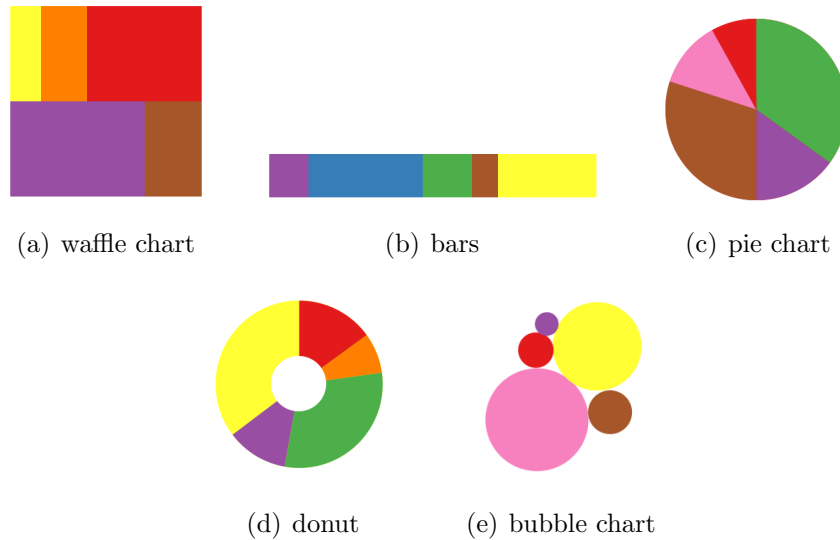 (a) waffle chart
(b) bars
(c) pie chart
(d) donut
(e) bubble chart